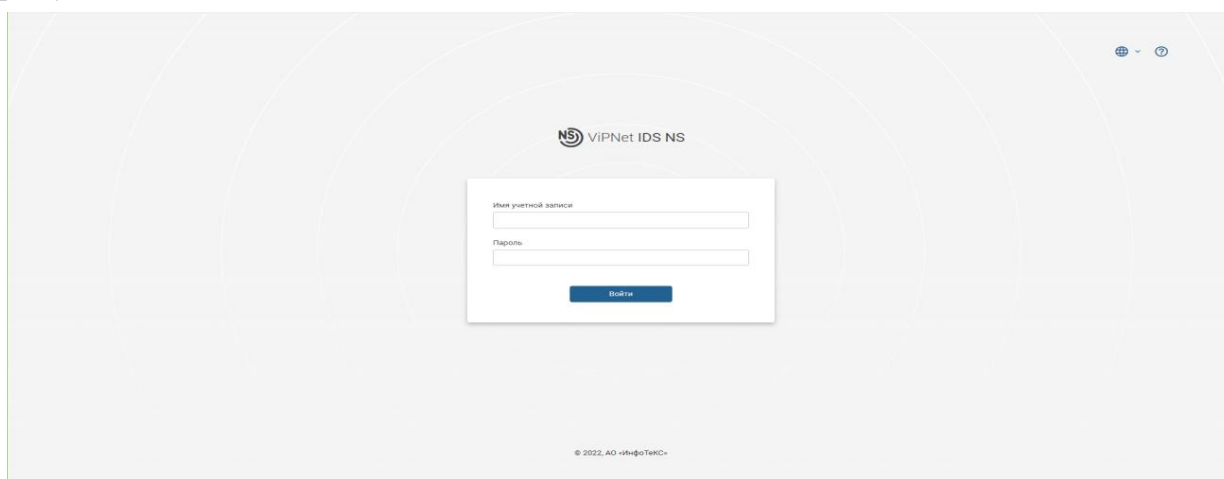 NS ViPNet IDS NS
Имя учетной записи
Пароль
Войти
© 2022, АО «ИнфоТеКС»